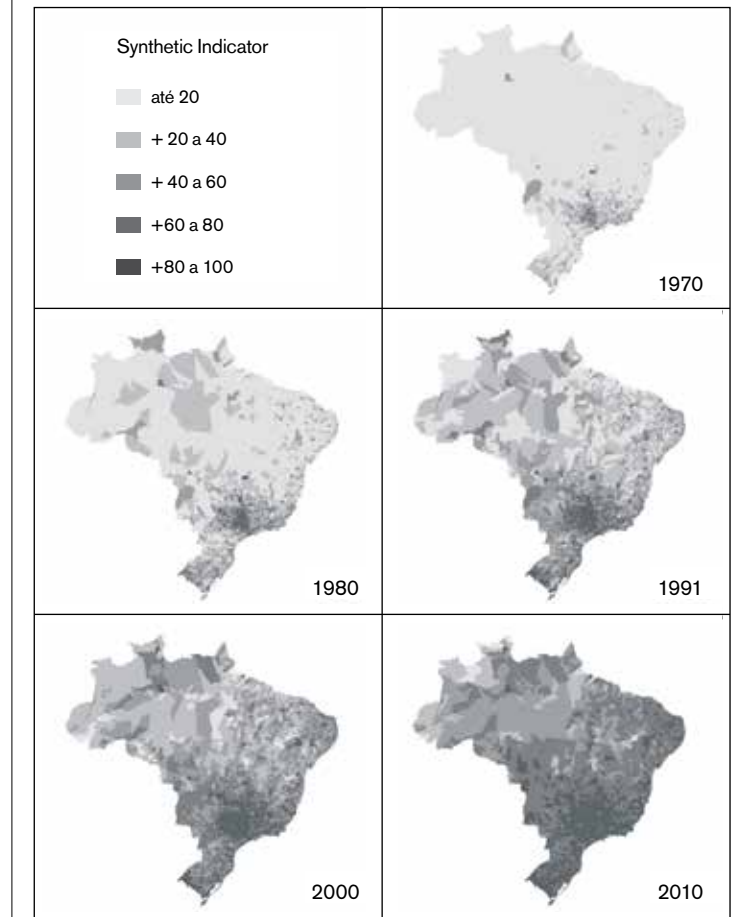 Synthetic Indicator
até 20
+ 20 a 40
+ 40 a 60
+60 a 80
+80 a 100
1970
1980
1991
2000
2010